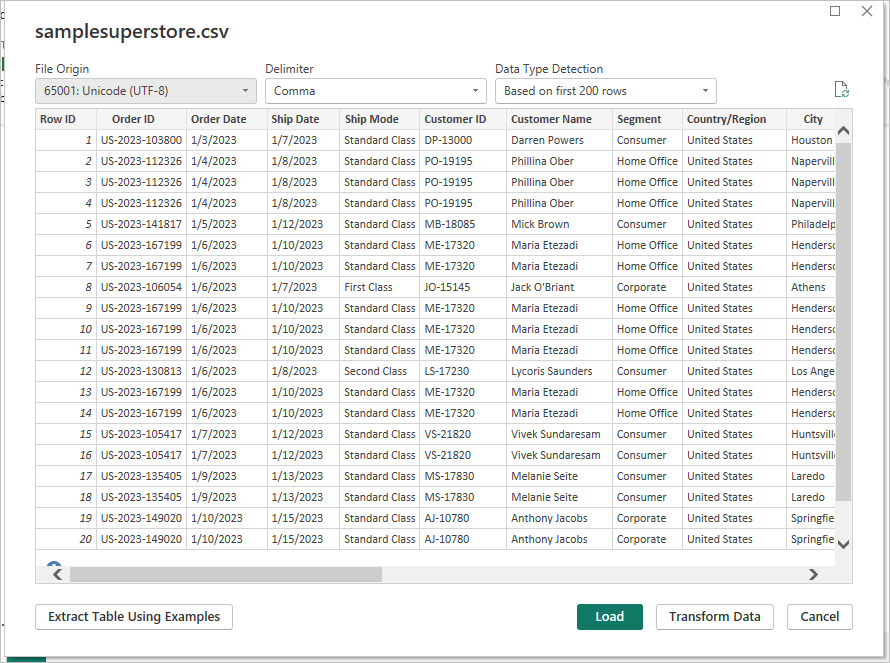 samplesuperstore.csv
File Origin Delimiter Data Type Detection
65001: Unicode (UTF-8) Comma Based on first 200 rows
Row ID Order ID Order Date Ship Date Ship Mode Customer ID Customer Name Segment Country/Region City
1 US-2023-103800 1/3/2023 1/7/2023 Standard Class DP-13000 Darren Powers Consumer United States Houston
2 US-2023-112326 1/4/2023 1/8/2023 Standard Class PO-19195 Phillina Ober Home Office United States Napervill
3 US-2023-112326 1/4/2023 1/8/2023 Standard Class PO-19195 Phillina Ober Home Office United States Napervill
4 US-2023-112326 1/4/2023 1/8/2023 Standard Class PO-19195 Phillina Ober Home Office United States Napervill
5 US-2023-141817 1/5/2023 1/12/2023 Standard Class MB-18085 Mick Brown Consumer United States Philadelp
6 US-2023-167199 1/6/2023 1/10/2023 Standard Class ME-17320 Maria Etezadi Home Office United States Henderso
7 US-2023-167199 1/6/2023 1/10/2023 Standard Class ME-17320 Maria Etezadi Home Office United States Henderso
8 US-2023-106054 1/6/2023 1/7/2023 First Class JO-15145 Jack O'Briant Corporate United States Athens
9 US-2023-167199 1/6/2023 1/10/2023 Standard Class ME-17320 Maria Etezadi Home Office United States Henderso
10 US-2023-167199 1/6/2023 1/10/2023 Standard Class ME-17320 Maria Etezadi Home Office United States Henderso
11 US-2023-167199 1/6/2023 1/10/2023 Standard Class ME-17320 Maria Etezadi Home Office United States Henderso
12 US-2023-130813 1/6/2023 1/8/2023 Second Class LS-17230 Lycoris Saunders Consumer United States Los Ange
13 US-2023-167199 1/6/2023 1/10/2023 Standard Class ME-17320 Maria Etezadi Home Office United States Henderso
14 US-2023-167199 1/6/2023 1/10/2023 Standard Class ME-17320 Maria Etezadi Home Office United States Henderso
15 US-2023-105417 1/7/2023 1/12/2023 Standard Class VS-21820 Vivek Sundaresam Consumer United States Huntsvill
16 US-2023-105417 1/7/2023 1/12/2023 Standard Class VS-21820 Vivek Sundaresam Consumer United States Huntsvill
17 US-2023-135405 1/9/2023 1/13/2023 Standard Class MS-17830 Melanie Seite Consumer United States Laredo
18 US-2023-135405 1/9/2023 1/13/2023 Standard Class MS-17830 Melanie Seite Consumer United States Laredo
19 US-2023-149020 1/10/2023 1/15/2023 Standard Class AJ-10780 Anthony Jacobs Corporate United States Springfie
20 US-2023-149020 1/10/2023 1/15/2023 Standard Class AJ-10780 Anthony Jacobs Corporate United States Springfie
Extract Table Using Examples Load Transform Data Cancel